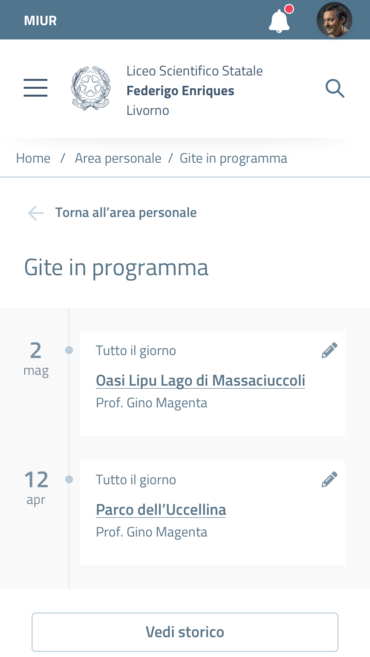 MIUR
Liceo Scientifico Statale
Federigo Enriques
Livorno
Home / Area personale / Gite in programma
Torna all'area personale
Gite in programma
2
mag
Tutto il giorno
Oasi Lipu Lago di Massaciuccoli
Prof. Gino Magenta
12
apr
Tutto il giorno
Parco dell'Uccellina
Prof. Gino Magenta
Vedi storico